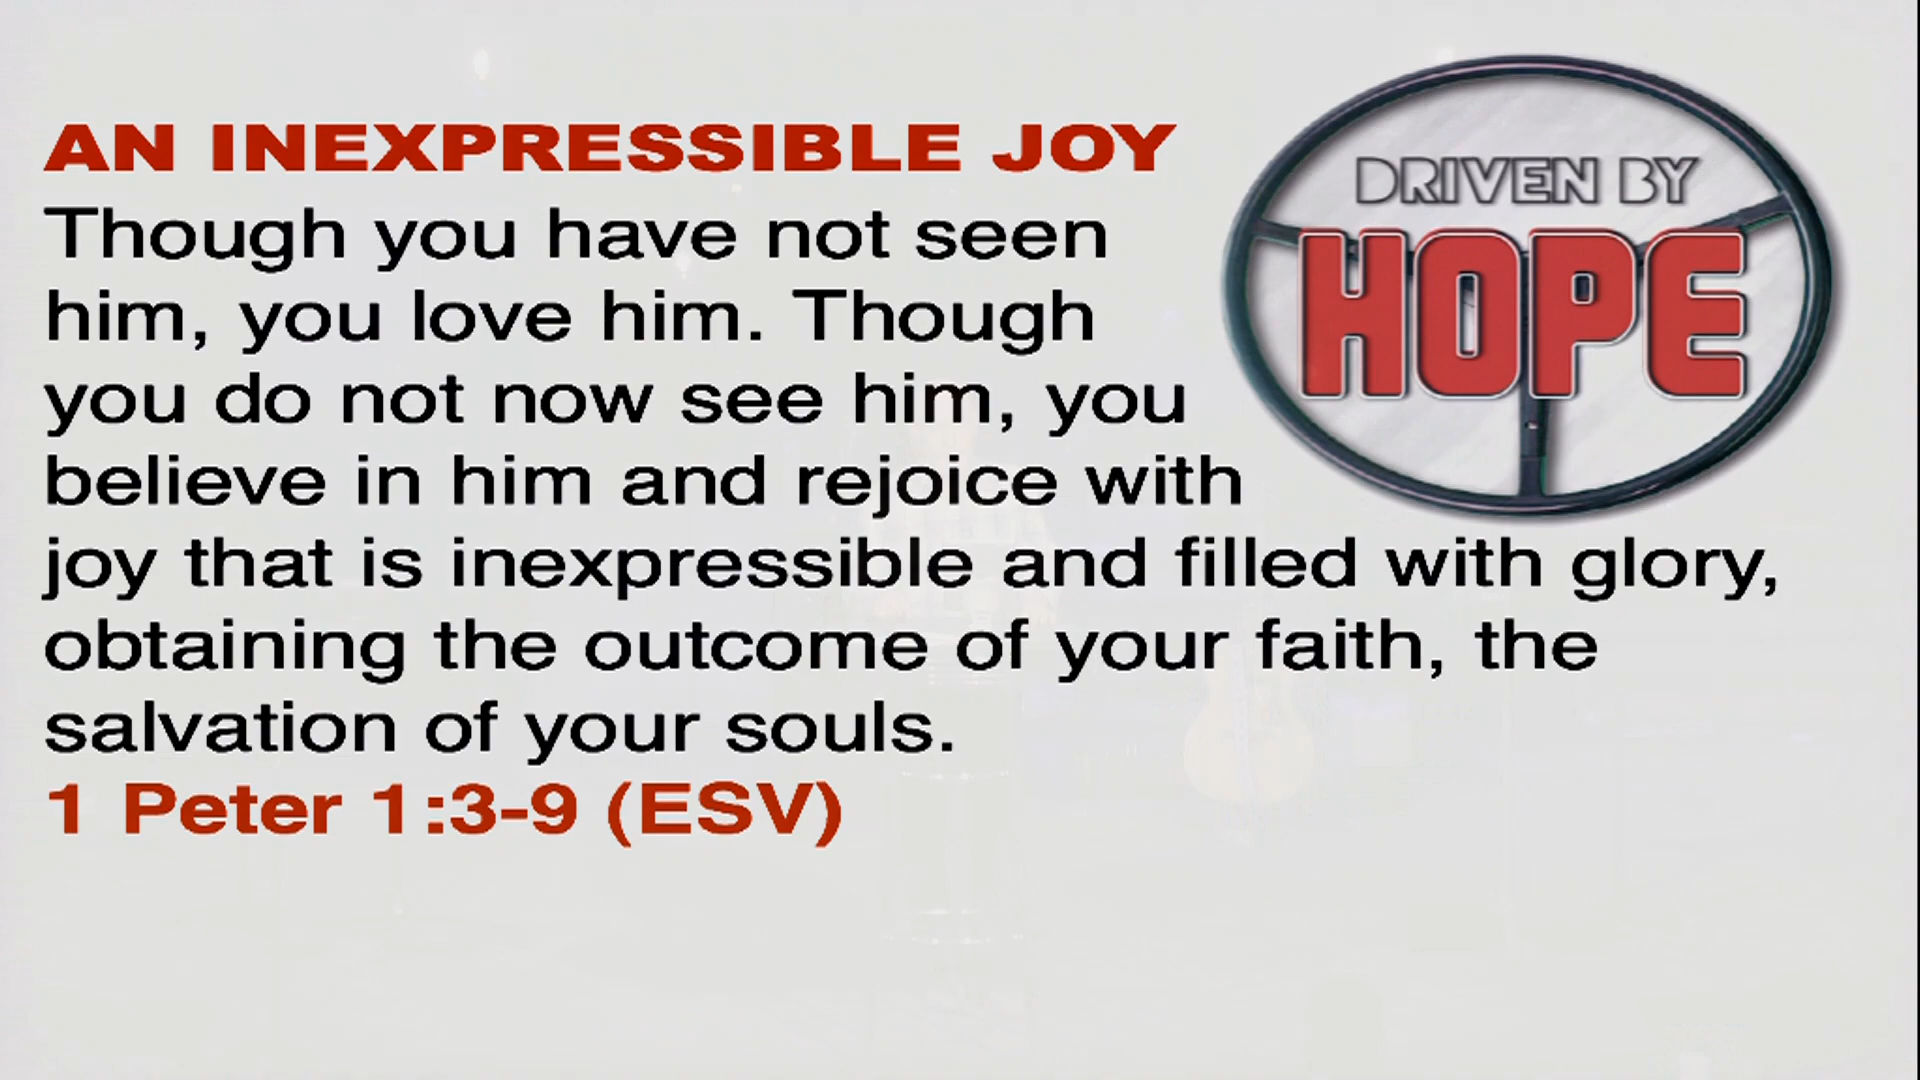 AN INEXPRESSIBLE JOY
Though you have not seen
him, you love him. Though
you do not now see him, you
believe in him and rejoice with
joy that is inexpressible and filled with glory,
obtaining the outcome of your faith, the
salvation of your souls.
1 Peter 1:3-9 (ESV)
DRIVEN BY
HOPE